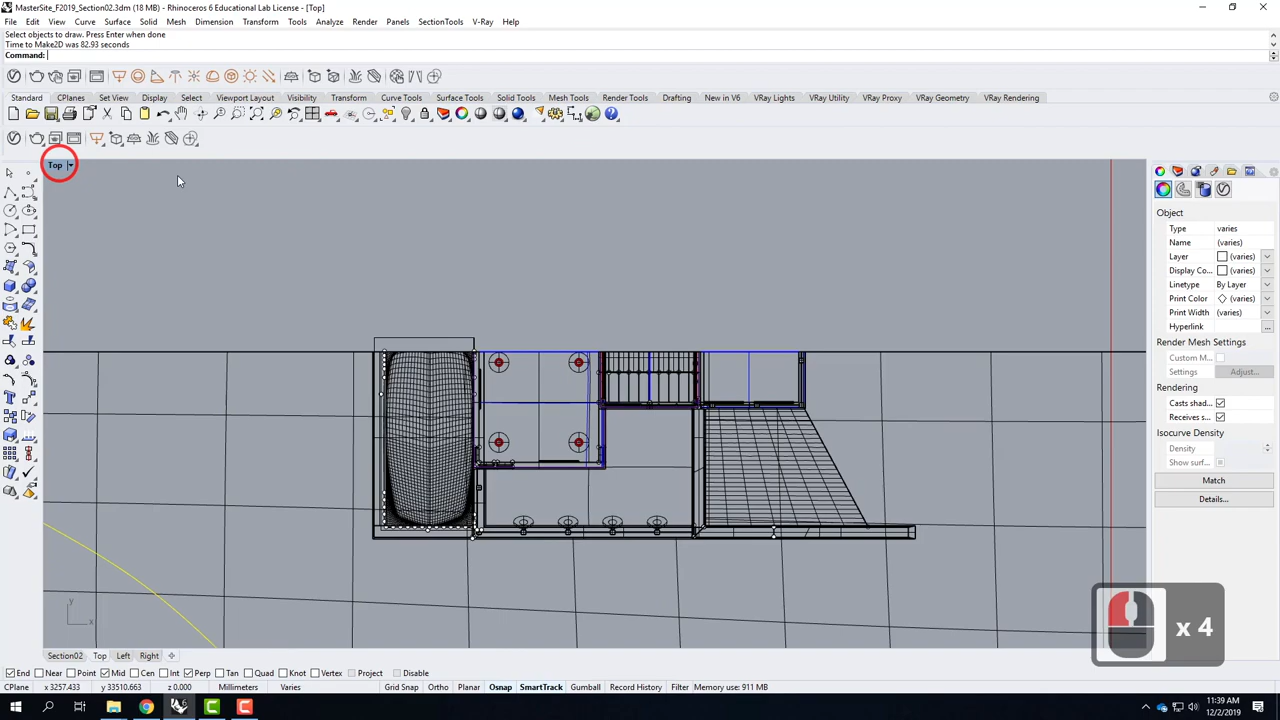 MasterSite_F2019_Section02.3dm (18 MB) - Rhinoceros 6 Educational Lab License - [Top]
File Edit View Curve Surface Solid Mesh Dimension Transform Tools Analyze Render Panels SectionTools V-Ray Help
Select objects to draw. Press Enter when done
Time to Make2D was 82.93 seconds
Command:
Standard CPlanes Set View Display Select Viewport Layout Visibility Transform Curve Tools Surface Tools Solid Tools Mesh Tools Render Tools Drafting New in V6 VRay Lights VRay Utility VRay Proxy VRay Geometry VRay Rendering
Top
Object
Type varies
Name (varies)
Layer (varies)
Display Co... (varies)
Linetype By Layer
Print Color (varies)
Print Width (varies)
Hyperlink ...
Render Mesh Settings
Custom M...
Settings Adjust...
Rendering
Casts shad...
Receives s...
Isocurve Density
Density
Show surf...
Match
Details...
x 4
y
x
Section02 Top Left Right
End Near Point Mid Cen Int Perp Tan Quad Knot Vertex Project Disable
CPlane x 3257.433 y 33510.663 z 0.000 Millimeters Varies Grid Snap Ortho Planar Osnap SmartTrack Gumball Record History Filter Memory use: 911 MB
11:39 AM
12/2/2019